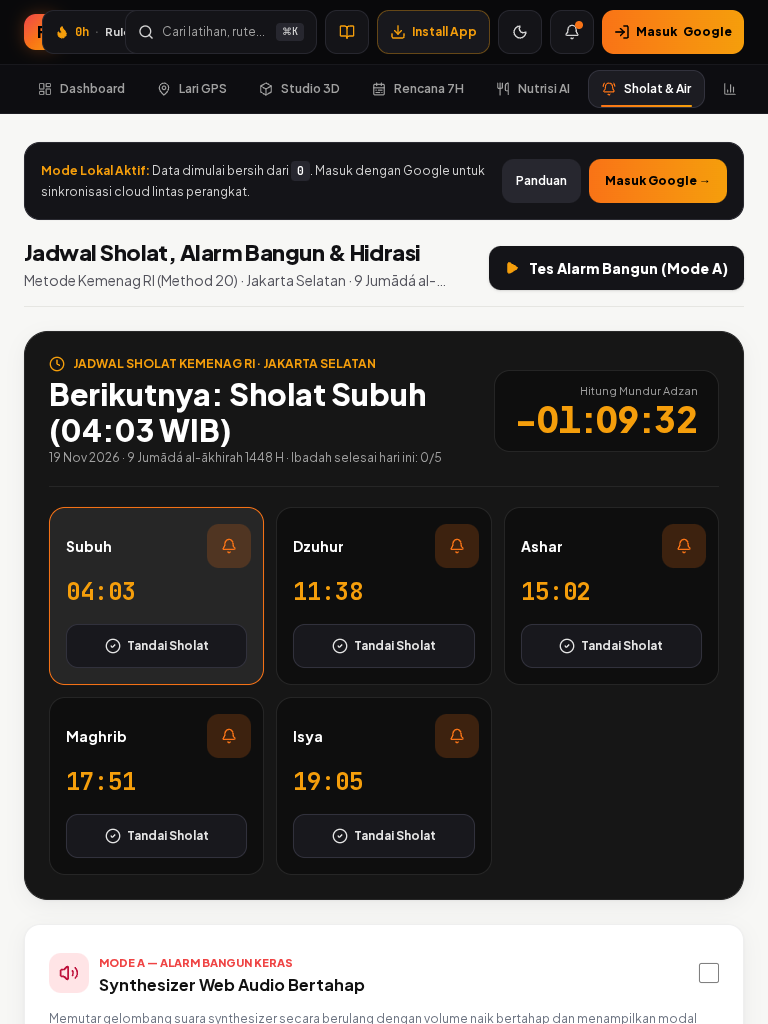 0h ·
Cari latihan, rute...
⌘K
Install App
Masuk Google
Dashboard
Lari GPS
Studio 3D
Rencana 7H
Nutrisi AI
Sholat & Air
Mode Lokal Aktif: Data dimulai bersih dari 0. Masuk dengan Google untuk
sinkronisasi cloud lintas perangkat.
Panduan
Masuk Google →
Jadwal Sholat, Alarm Bangun & Hidrasi
Metode Kemenag RI (Method 20) · Jakarta Selatan · 9 Jumādá al-...
Tes Alarm Bangun (Mode A)
JADWAL SHOLAT KEMENAG RI · JAKARTA SELATAN
Berikutnya: Sholat Subuh
(04:03 WIB)
19 Nov 2026 · 9 Jumādá al-ākhirah 1448 H · Ibadah selesai hari ini: 0/5
Hitung Mundur Adzan
-01:09:32
Subuh
04:03
Tandai Sholat
Dzuhur
11:38
Tandai Sholat
Ashar
15:02
Tandai Sholat
Maghrib
17:51
Tandai Sholat
Isya
19:05
Tandai Sholat
MODE A — ALARM BANGUN KERAS
Synthesizer Web Audio Bertahap
Memutar gelombang suara synthesizer secara berulang dengan volume naik bertahap dan menampilkan modal